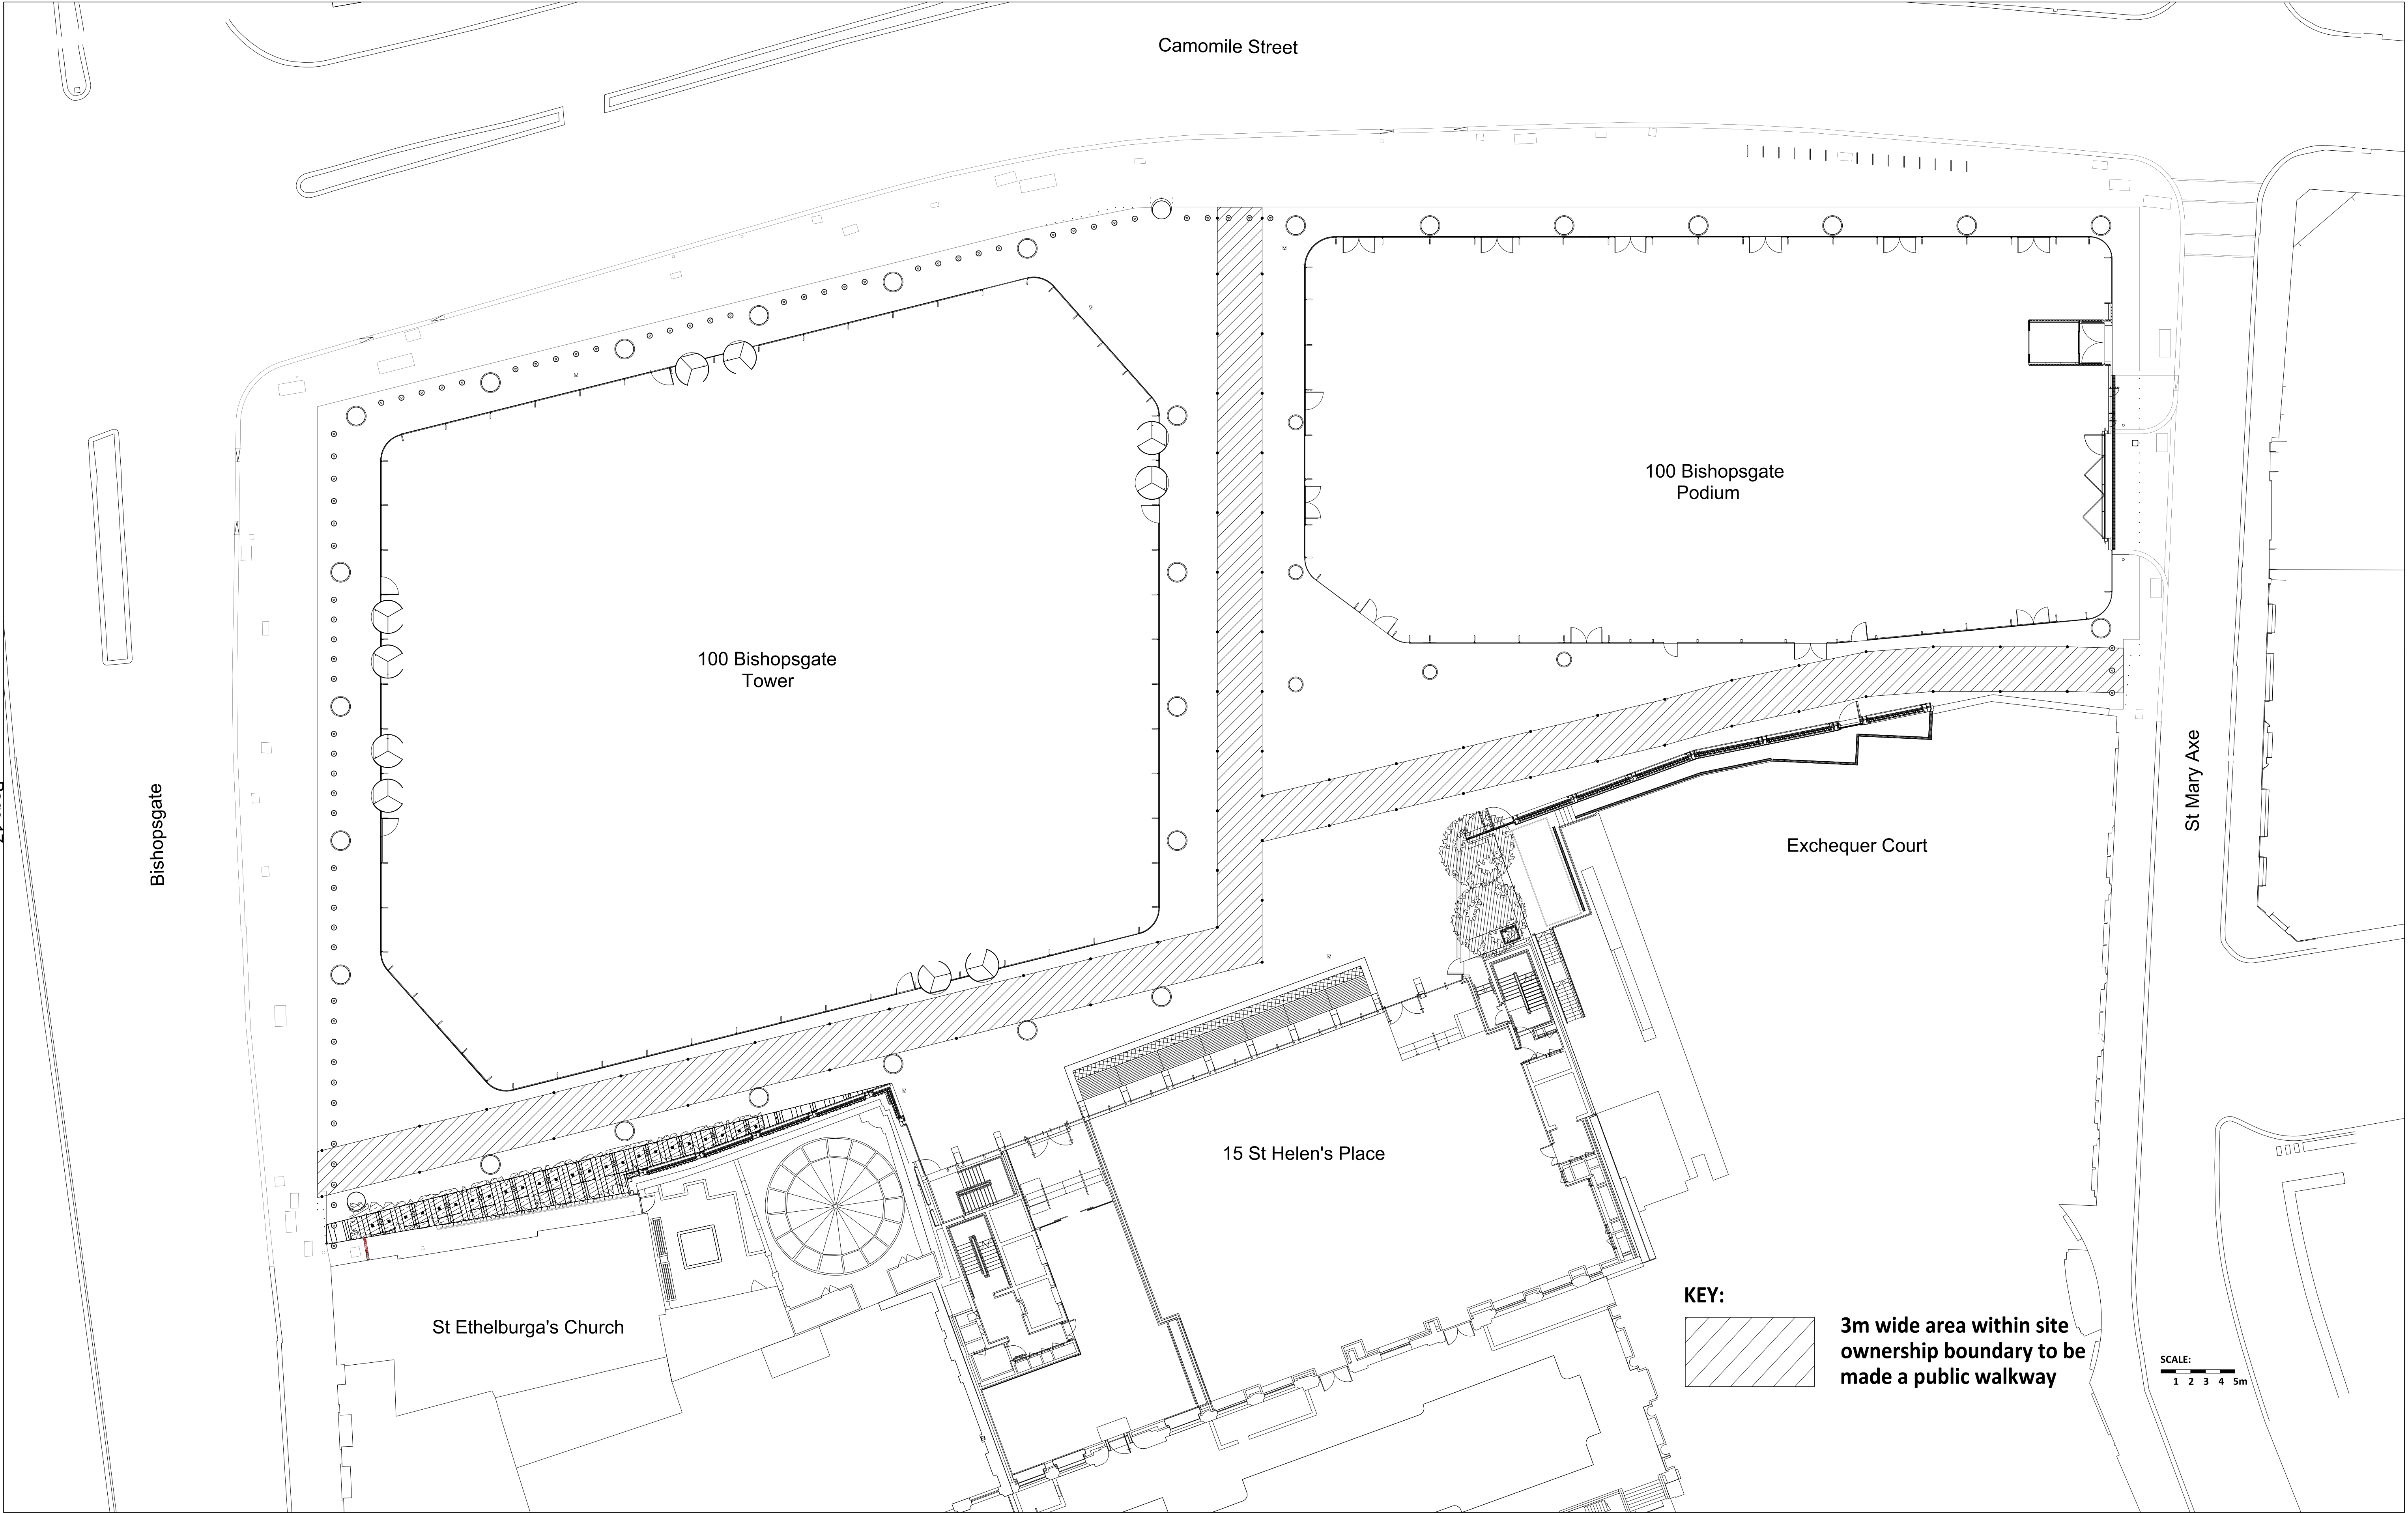 Camomile Street
100 Bishopsgate
Podium
100 Bishopsgate
Tower
Bishopsgate
St Mary Axe
Exchequer Court
15 St Helen's Place
St Ethelburga's Church
KEY:
3m wide area within site
ownership boundary to be
made a public walkway
SCALE:
1 2 3 4 5m